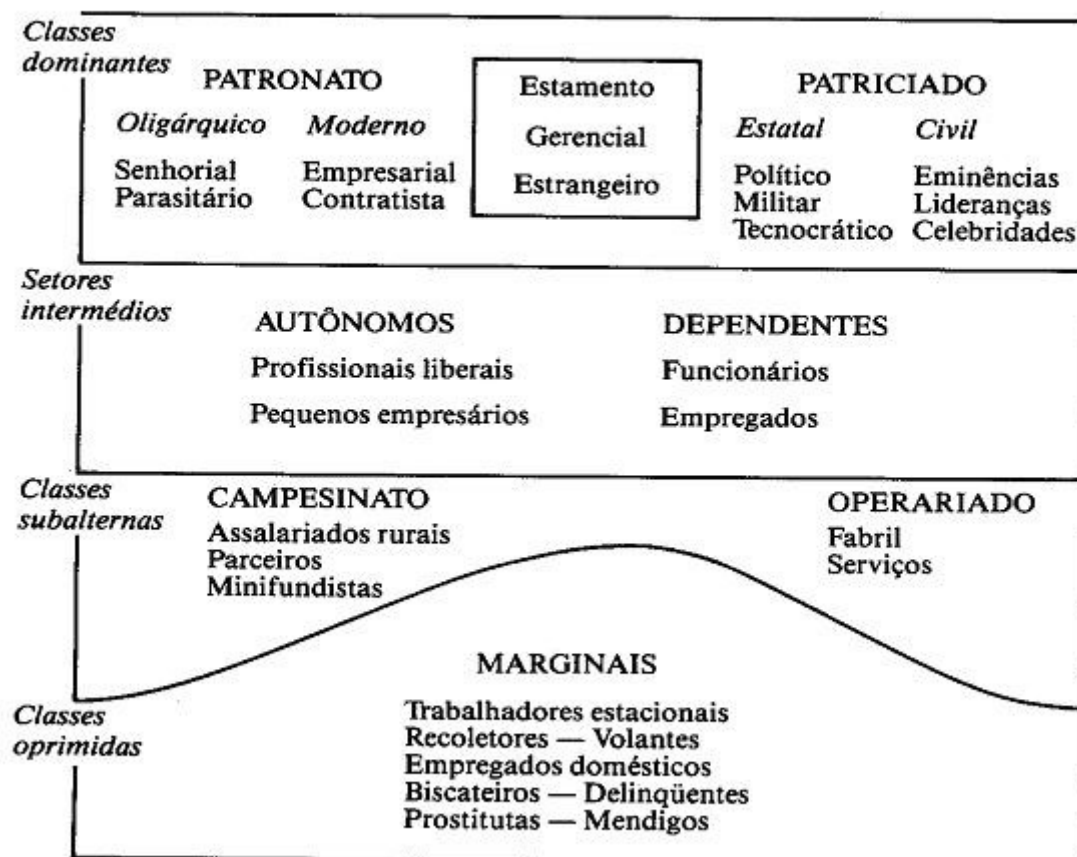 Classes
dominantes
PATRONATO
Oligárquico Moderno
Senhorial Empresarial
Parasitário Contratista
Estamento
Gerencial
Estrangeiro
PATRICIADO
Estatal Civil
Político Eminências
Militar Lideranças
Tecnocrático Celebridades
Setores
intermédios
AUTÔNOMOS
Profissionais liberais
Pequenos empresários
DEPENDENTES
Funcionários
Empregados
Classes
subalternas
CAMPESINATO
Assalariados rurais
Parceiros
Minifundistas
OPERARIADO
Fabril
Serviços
Classes
oprimidas
MARGINAIS
Trabalhadores estacionais
Recoletores — Volantes
Empregados domésticos
Biscateiros — Delinqüentes
Prostitutas — Mendigos